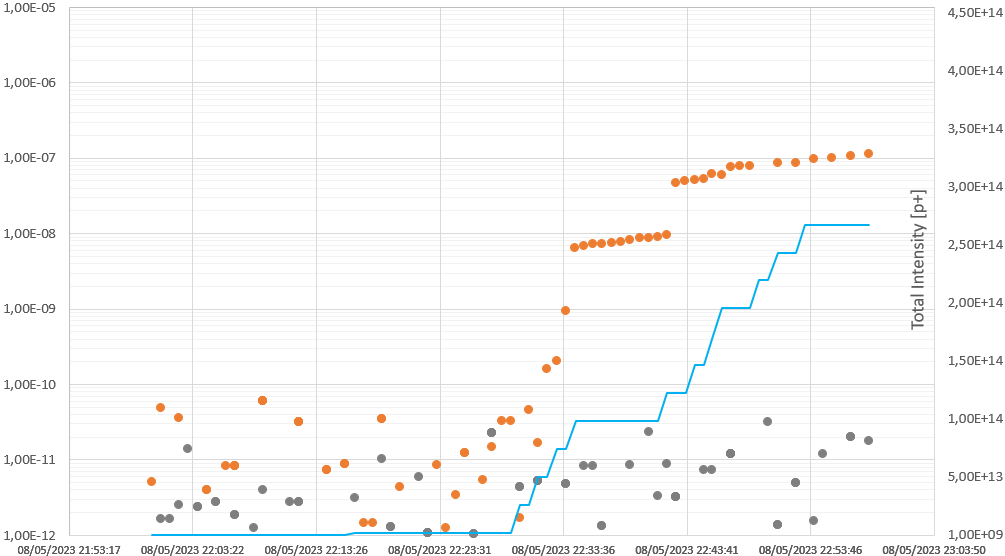 1,00E-05
1,00E-06
1,00E-07
1,00E-08
1,00E-09
1,00E-10
1,00E-11
1,00E-12
4,50E+14
4,00E+14
3,50E+14
3,00E+14
2,50E+14
2,00E+14
1,50E+14
1,00E+14
5,00E+13
1,00E+09
Total Intensity [p+]
08/05/2023 21:53:17
08/05/2023 22:03:22
08/05/2023 22:13:26
08/05/2023 22:23:31
08/05/2023 22:33:36
08/05/2023 22:43:41
08/05/2023 22:53:46
08/05/2023 23:03:50